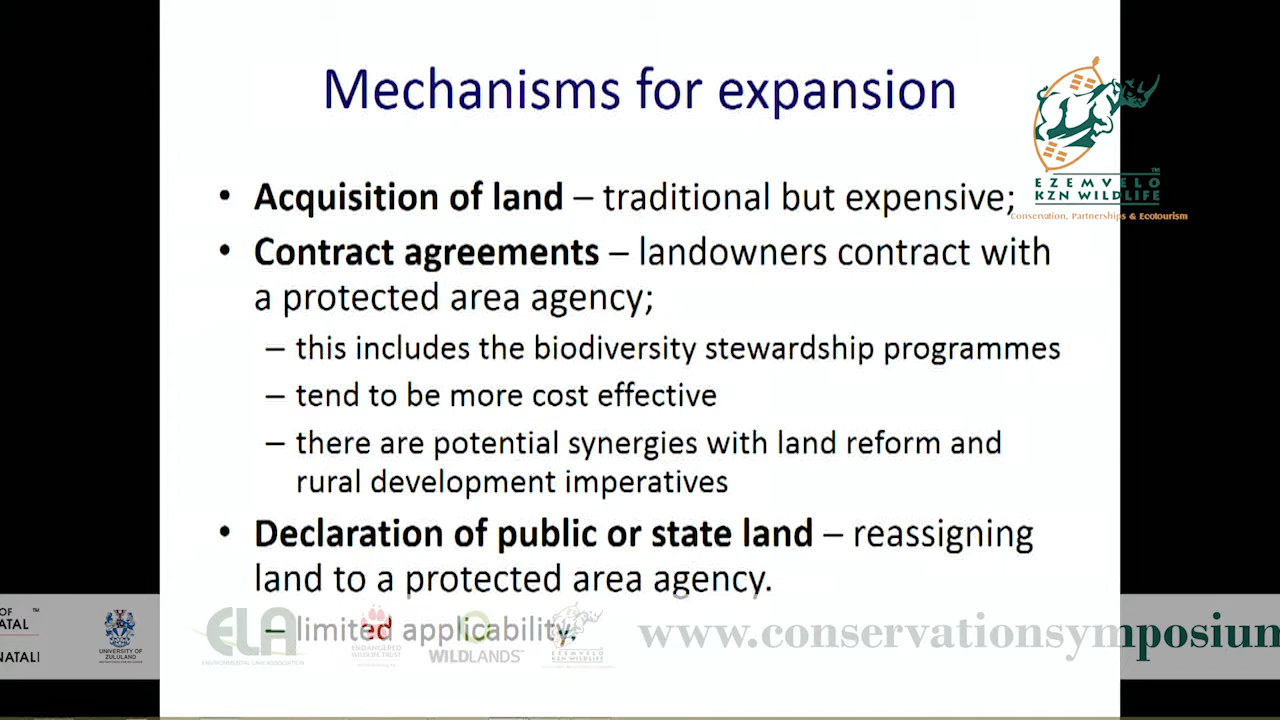 Mechanisms for expansion
• Acquisition of land – traditional but expensive;
• Contract agreements – landowners contract with
a protected area agency;
– this includes the biodiversity stewardship programmes
– tend to be more cost effective
– there are potential synergies with land reform and
rural development imperatives
• Declaration of public or state land – reassigning
land to a protected area agency.
– limited applicability.
EZEMVELO
KZN WILDLIFE
TM
Conservation, Partnerships & Ecotourism
OF
ATAL
TM
NATALI
UNIVERSITY OF
ZULULAND
ELA
ENVIRONMENTAL LAW ASSOCIATION
ENDANGERED
WILDLIFE TRUST
WILDLANDS
EZEMVELO
KZN WILDLIFE
www.conservationsymposium